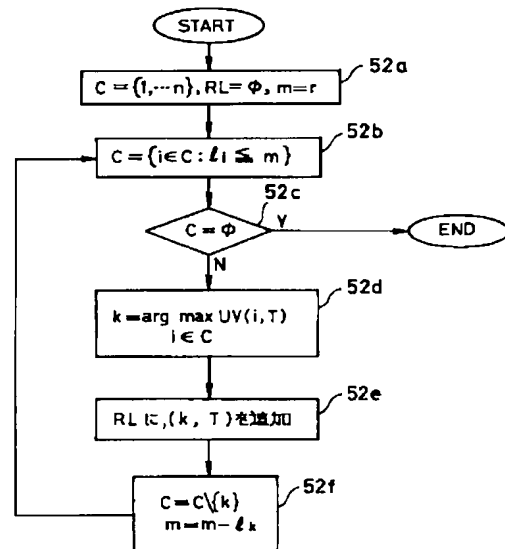 START
52a
C={1,…n}, RL=Φ, m=r
52b
C={i∈C:ℓi≦m}
52c
C=Φ
Y
END
N
52d
k=arg max UV(i,T)
i∈C
52e
RLに,(k, T)を追加
52f
C=C\{k}
m=m-ℓk